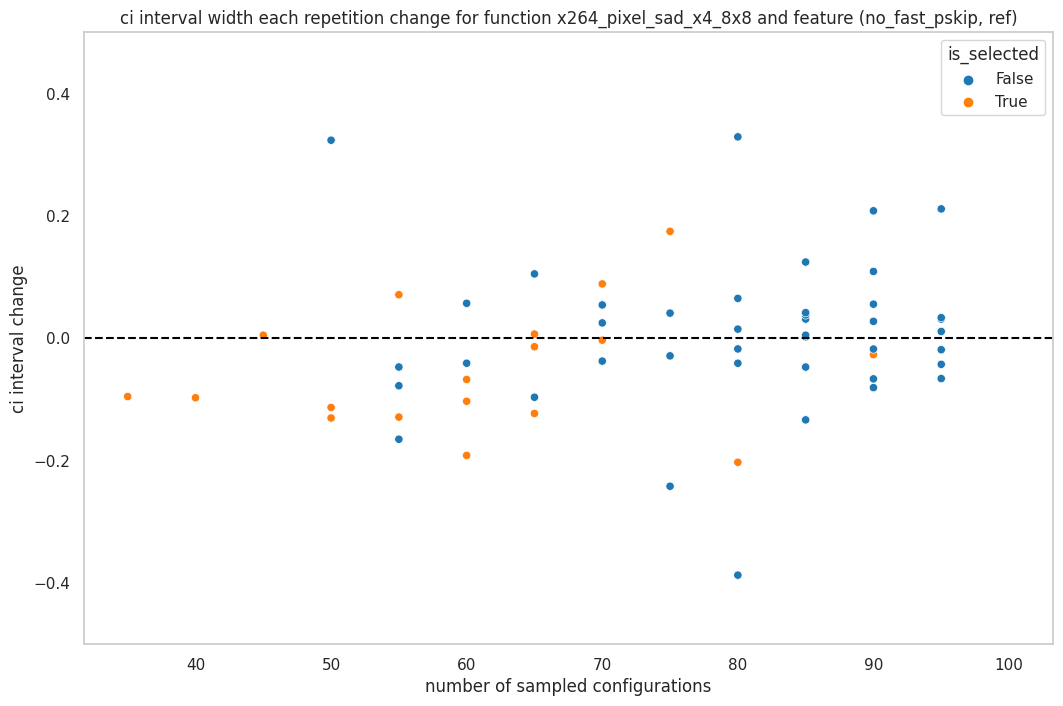 ci interval width each repetition change for function x264_pixel_sad_x4_8x8 and feature (no_fast_pskip, ref)
is_selected
False
True
ci interval change
0.4
0.2
0.0
−0.2
−0.4
40 50 60 70 80 90 100
number of sampled configurations